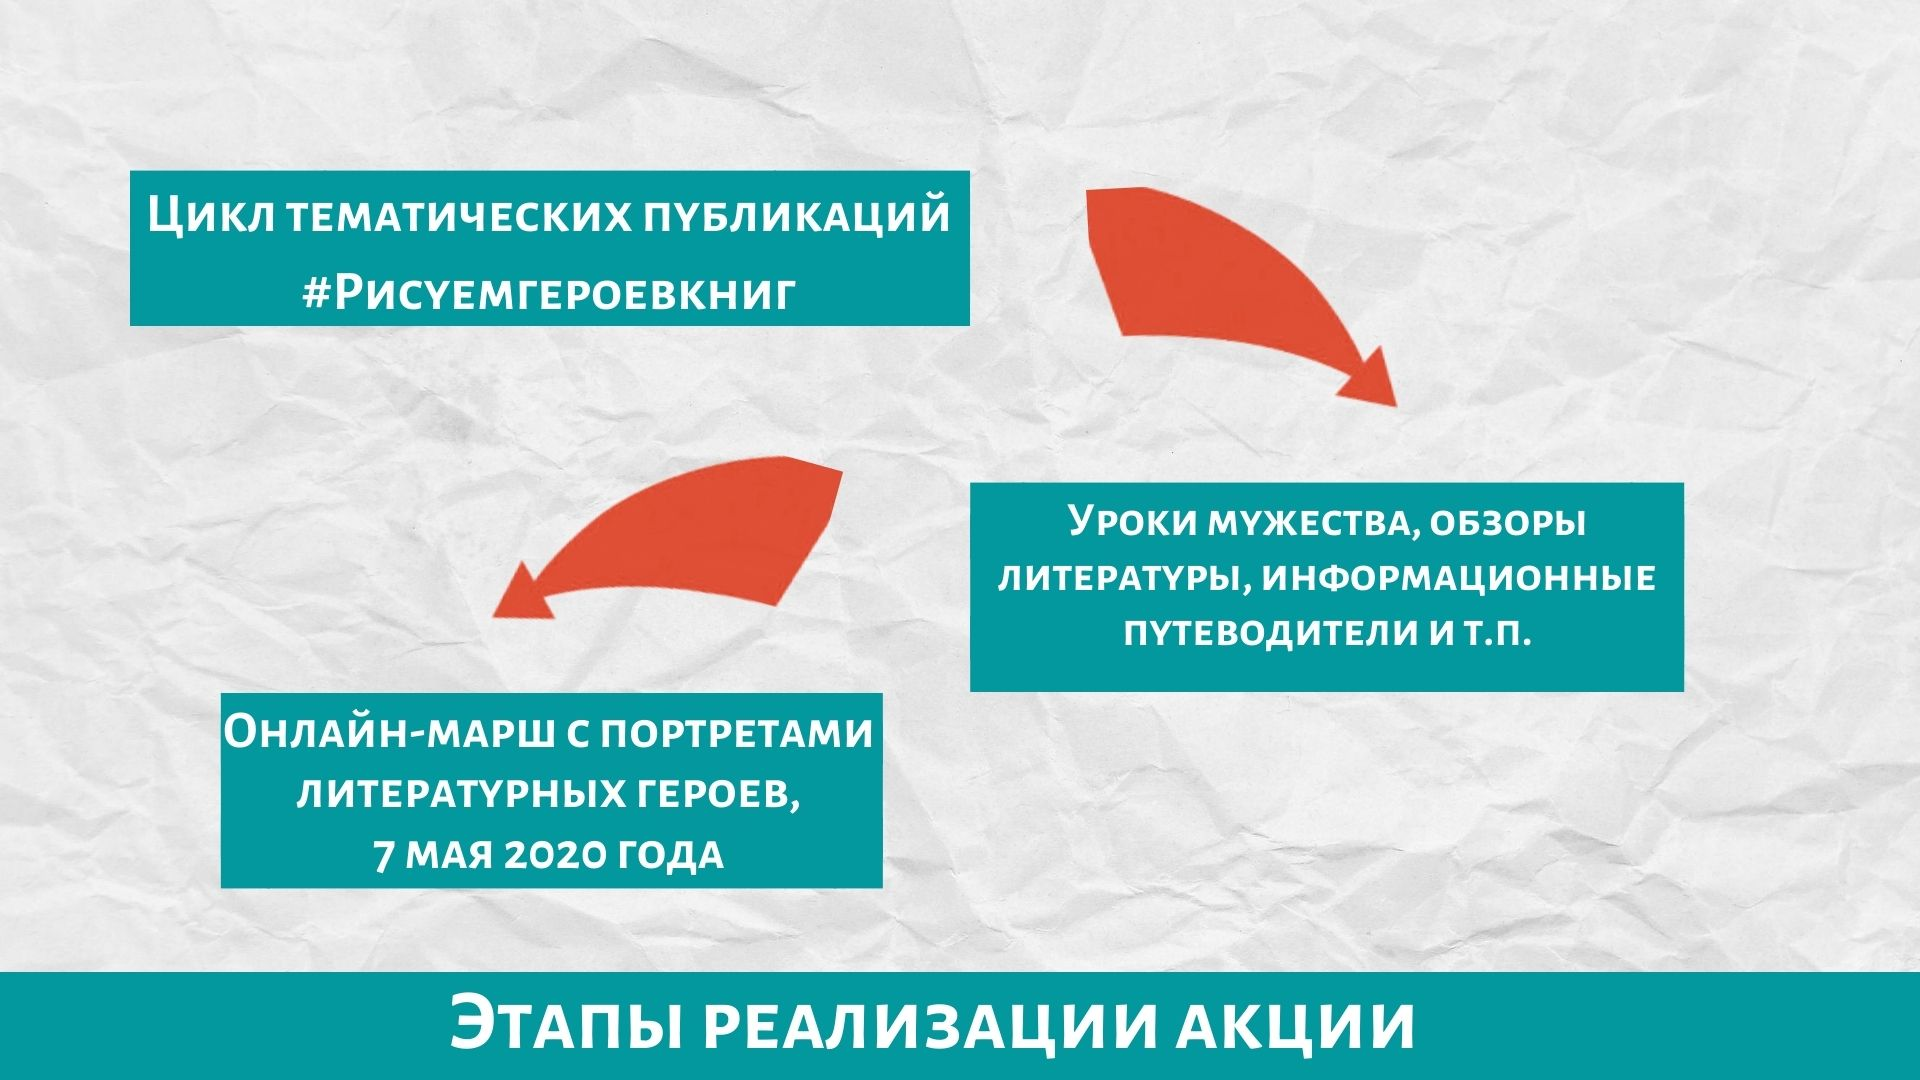 Цикл тематических публикаций
#Рисуемгероевкниг
Уроки мужества, обзоры
литературы, информационные
путеводители и т.п.
Онлайн-марш с портретами
литературных героев,
7 мая 2020 года
Этапы реализации акции